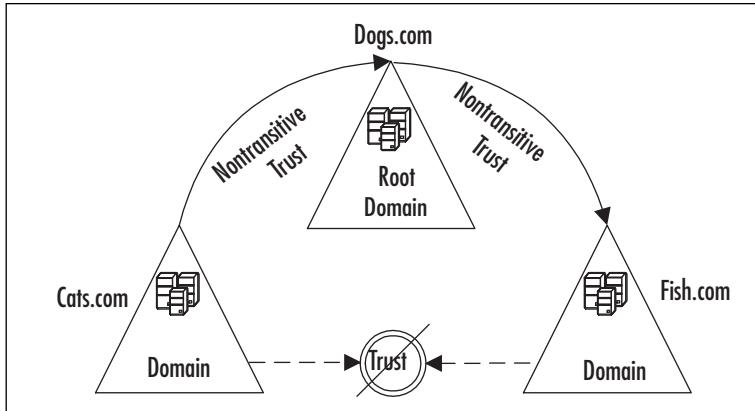 Dogs.com
Nontransitive
Trust
Nontransitive
Trust
Root
Domain
Cats.com
Fish.com
Domain
Trust
Domain